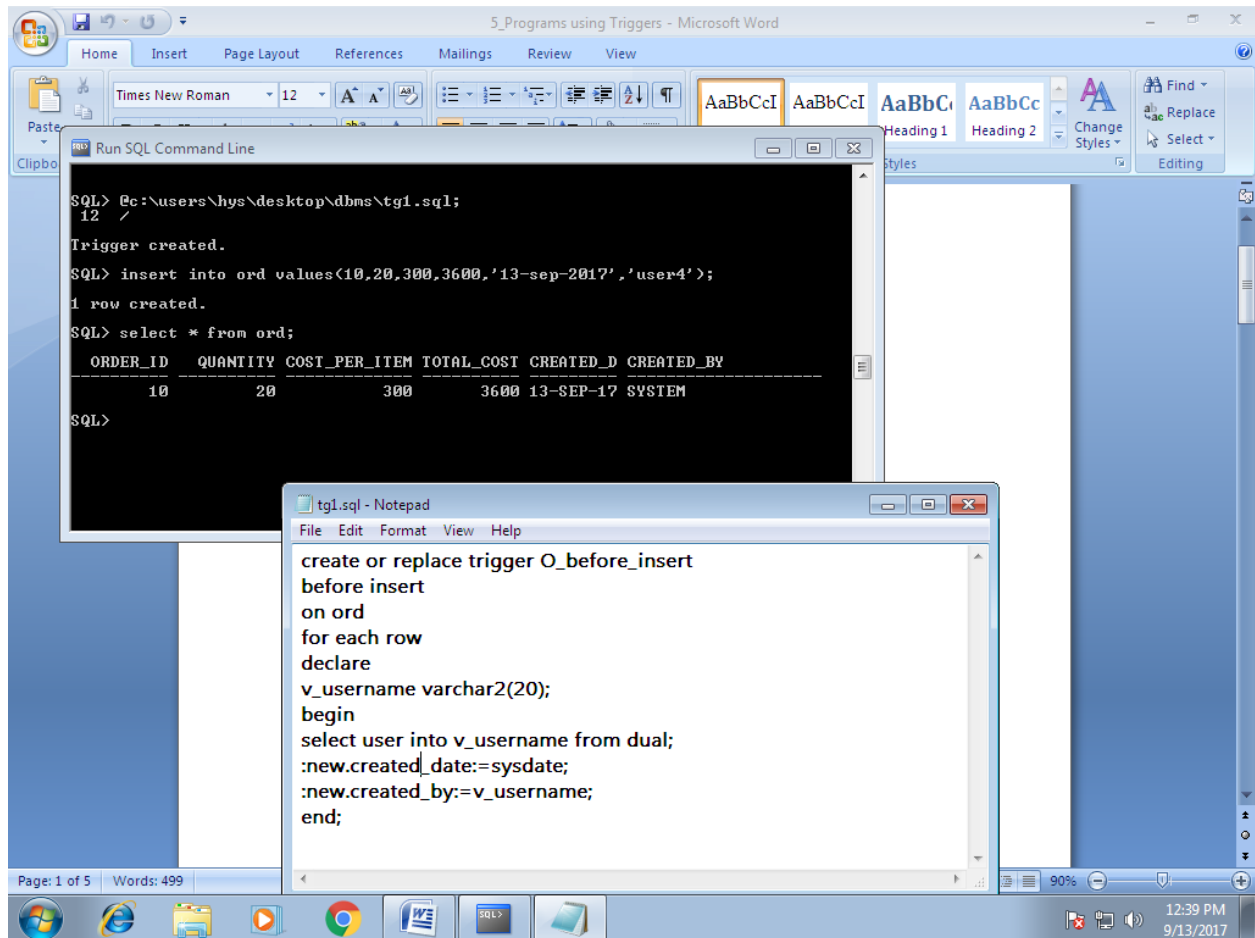 5_Programs using Triggers - Microsoft Word
Home Insert Page Layout References Mailings Review View
Paste
Clipbo
Times New Roman 12
AaBbCcI AaBbCcI AaBbC AaBbCc
Heading 1 Heading 2
Change Styles
Styles
Find
Replace
Select
Editing
Run SQL Command Line
SQL> @c:\users\hys\desktop\dbms\tg1.sql;
12 /
Trigger created.
SQL> insert into ord values(10,20,300,3600,'13-sep-2017','user4');
1 row created.
SQL> select * from ord;
ORDER_ID QUANTITY COST_PER_ITEM TOTAL_COST CREATED_D CREATED_BY
10 20 300 3600 13-SEP-17 SYSTEM
SQL>
tg1.sql - Notepad
File Edit Format View Help
create or replace trigger O_before_insert
before insert
on ord
for each row
declare
v_username varchar2(20);
begin
select user into v_username from dual;
:new.created_date:=sysdate;
:new.created_by:=v_username;
end;
Page: 1 of 5 Words: 499
90%
SQL>
12:39 PM
9/13/2017